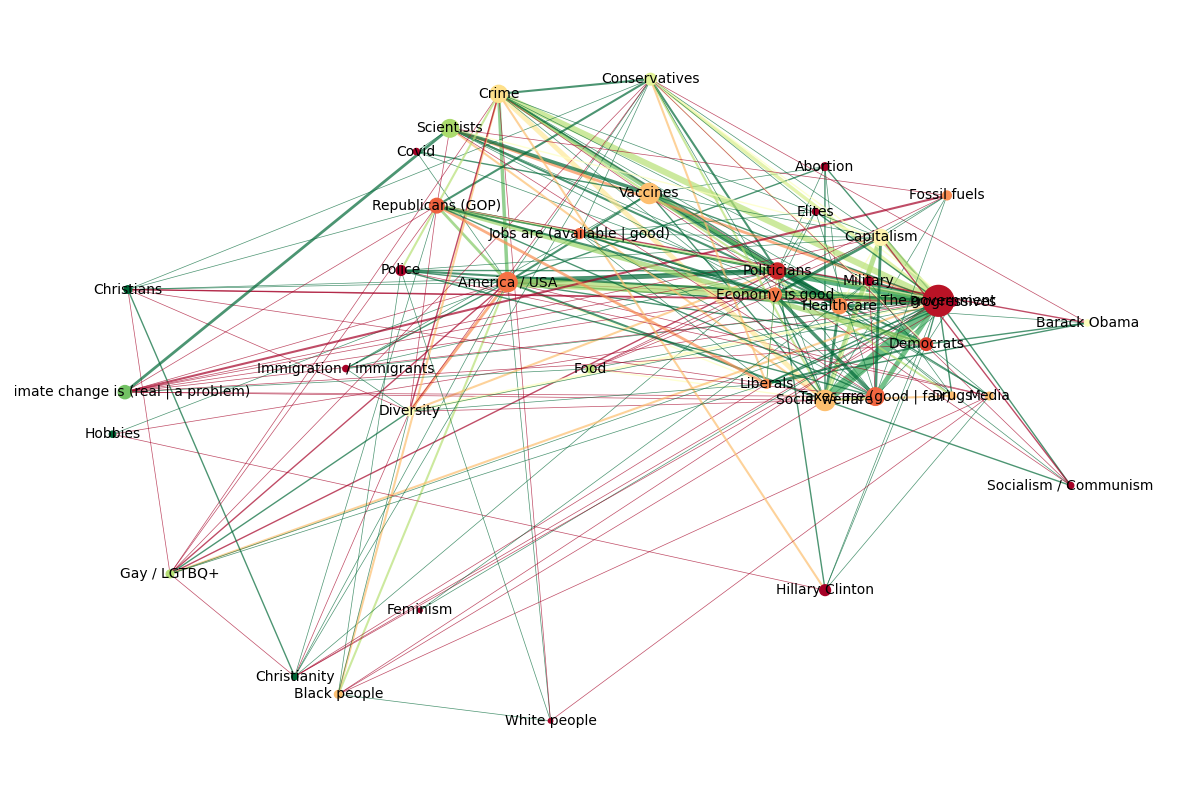 Conservatives
Crime
Scientists
Covid
Abortion
Vaccines
Fossil fuels
Republicans (GOP)
Elites
Jobs are (available | good)
Capitalism
Police
Politicians
America / USA
Military
Christians
Economy is good
The government
Progressives
Healthcare
Barack Obama
Democrats
Immigration / immigrants
Food
Liberals
imate change is (real | a problem)
Social welfare
Taxes are (good | fair)
Drugs
Media
Diversity
Hobbies
Socialism / Communism
Gay / LGTBQ+
Hillary Clinton
Feminism
Christianity
Black people
White people